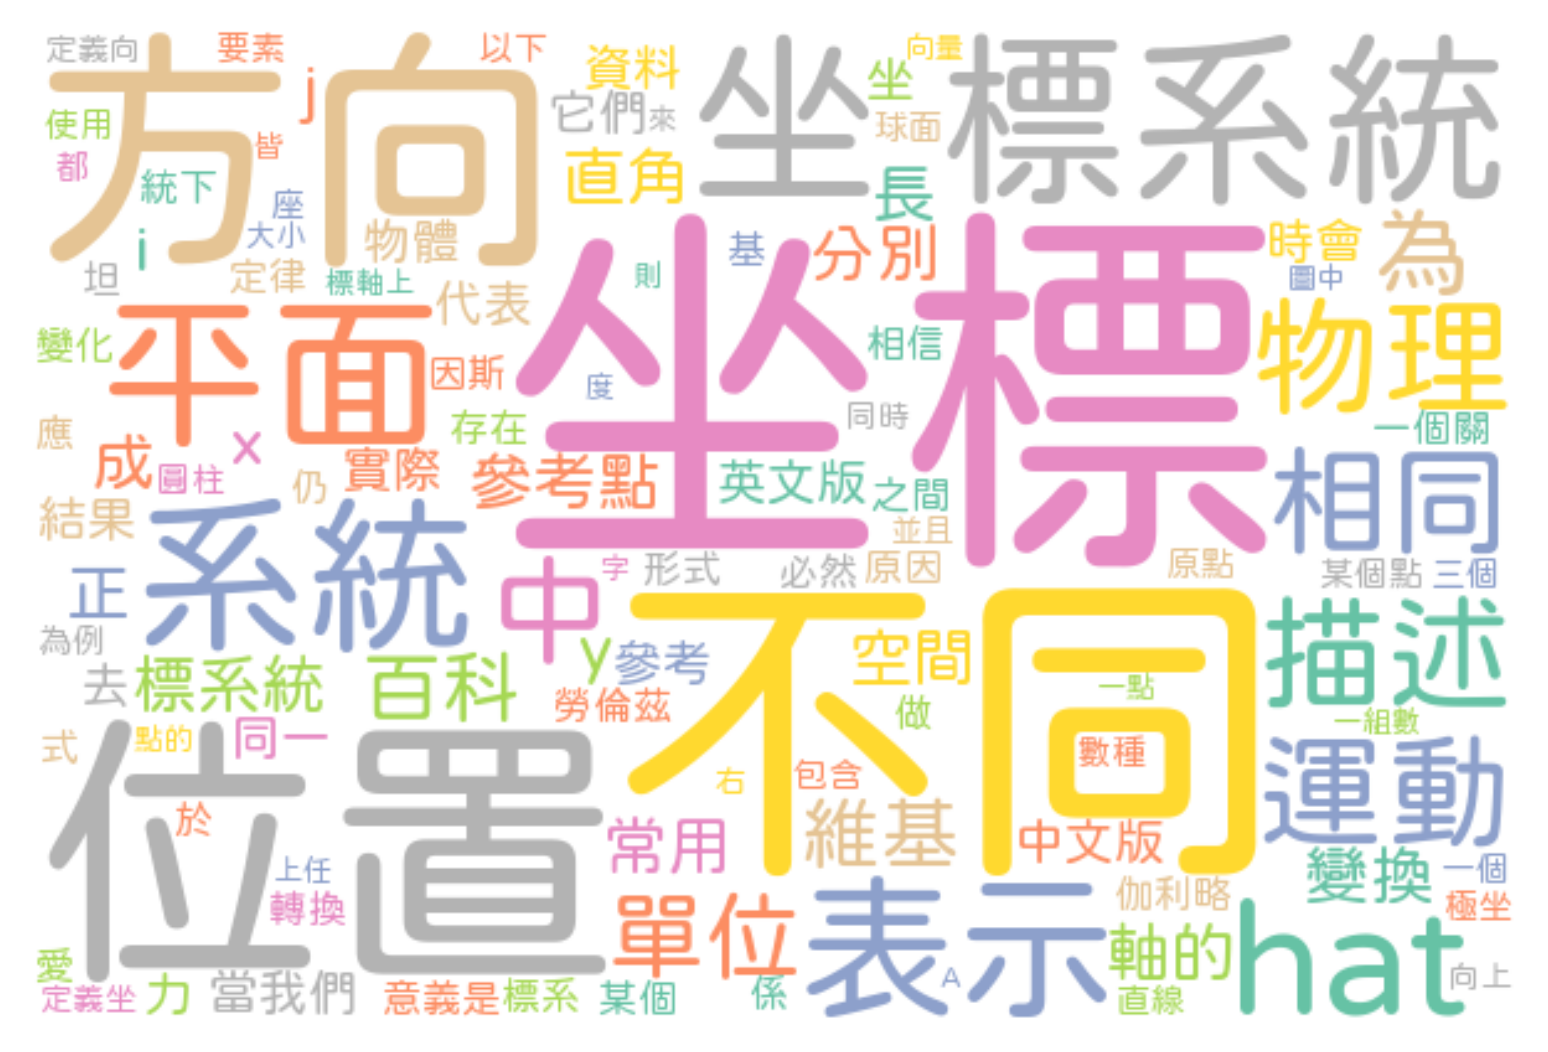 定義向
要素
以下
方向
j
資料
它們
來
坐標系統
坐
向量
球面
使用
都
皆
統下
座
大小
i
物體
坦
定律
標軸上
直角
長
基
分別
則
代表
坐標
時會
圖中
為
物理
變化
平面
因斯
度
相信
同時
一個關
應
成
x
圓柱
仍
實際
存在
參考點
英文版
之間
並且
相同
結果
系統
正
中
字
形式
必然
原因
原點
某個點
三個
為例
去
標系統
百科
y
參考
勞倫茲
不同
空間
做
一點
數種
描述
一組數
式
點的
同一
位置
於
上任
轉換
右
包含
維基
常用
中文版
運動
變換
一個
伽利略
極坐
單位
表示
軸的
hat
向上
愛
定義坐
力
當我們
意義是
標系
某個
係
A
直線